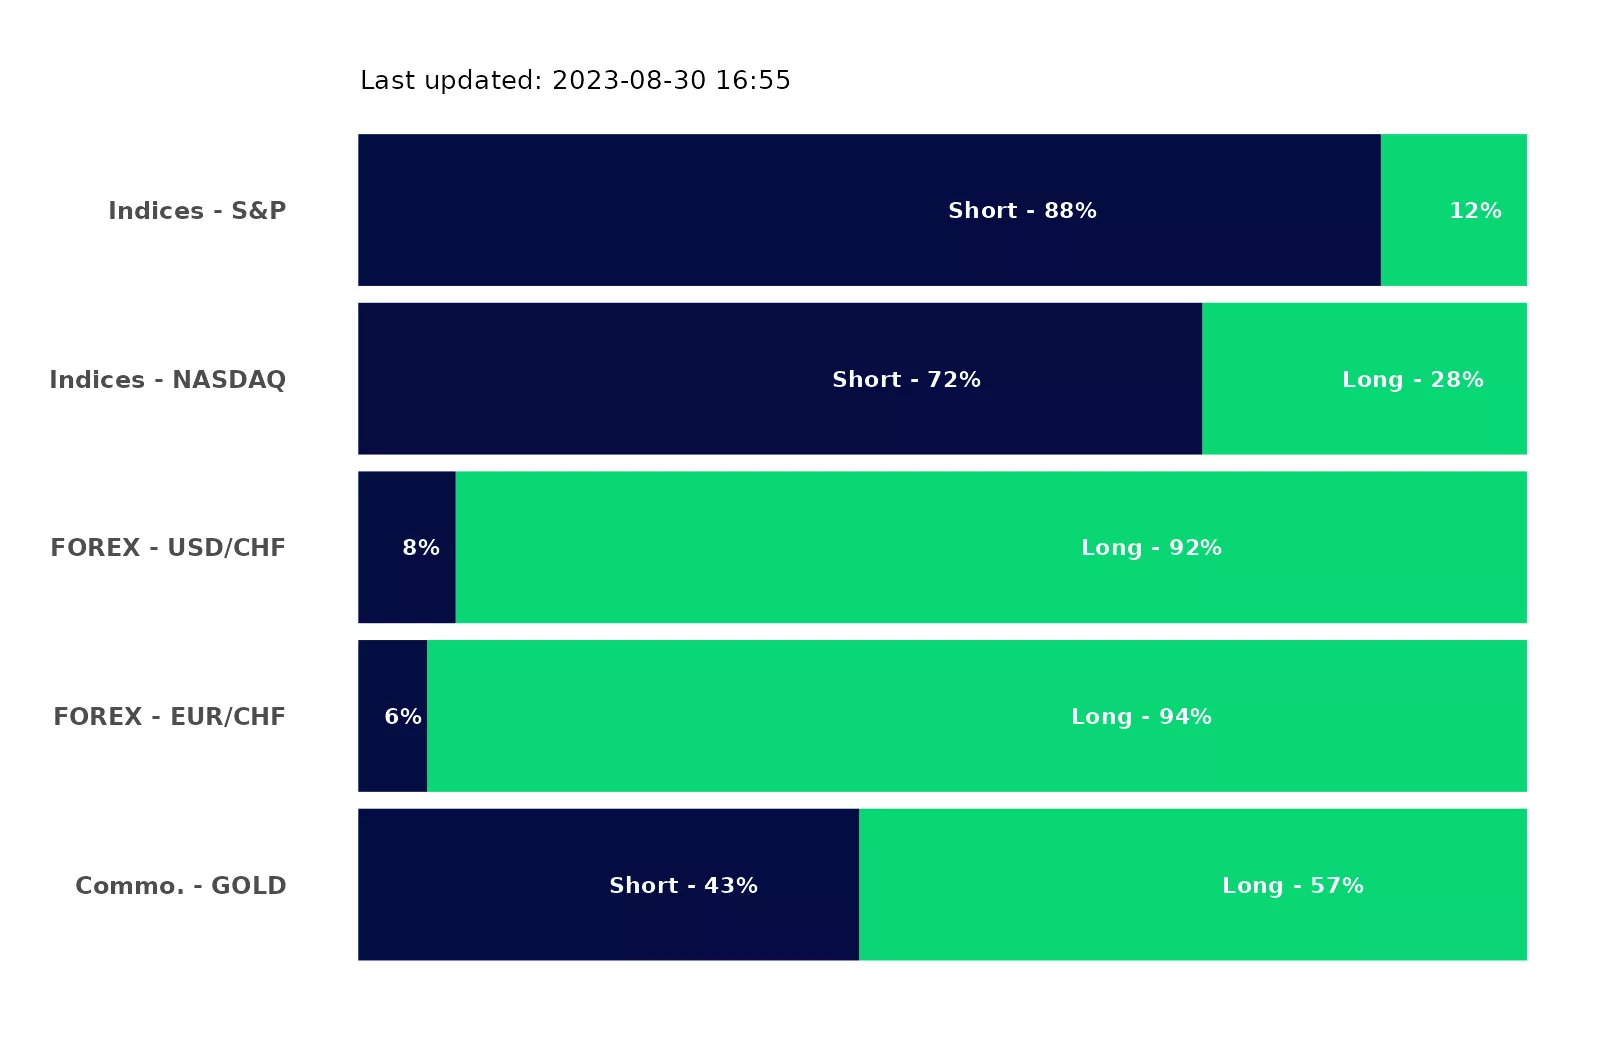 Last updated: 2023-08-30 16:55
Indices - S&P Short - 88% 12%
Indices - NASDAQ Short - 72% Long - 28%
FOREX - USD/CHF 8% Long - 92%
FOREX - EUR/CHF 6% Long - 94%
Commo. - GOLD Short - 43% Long - 57%